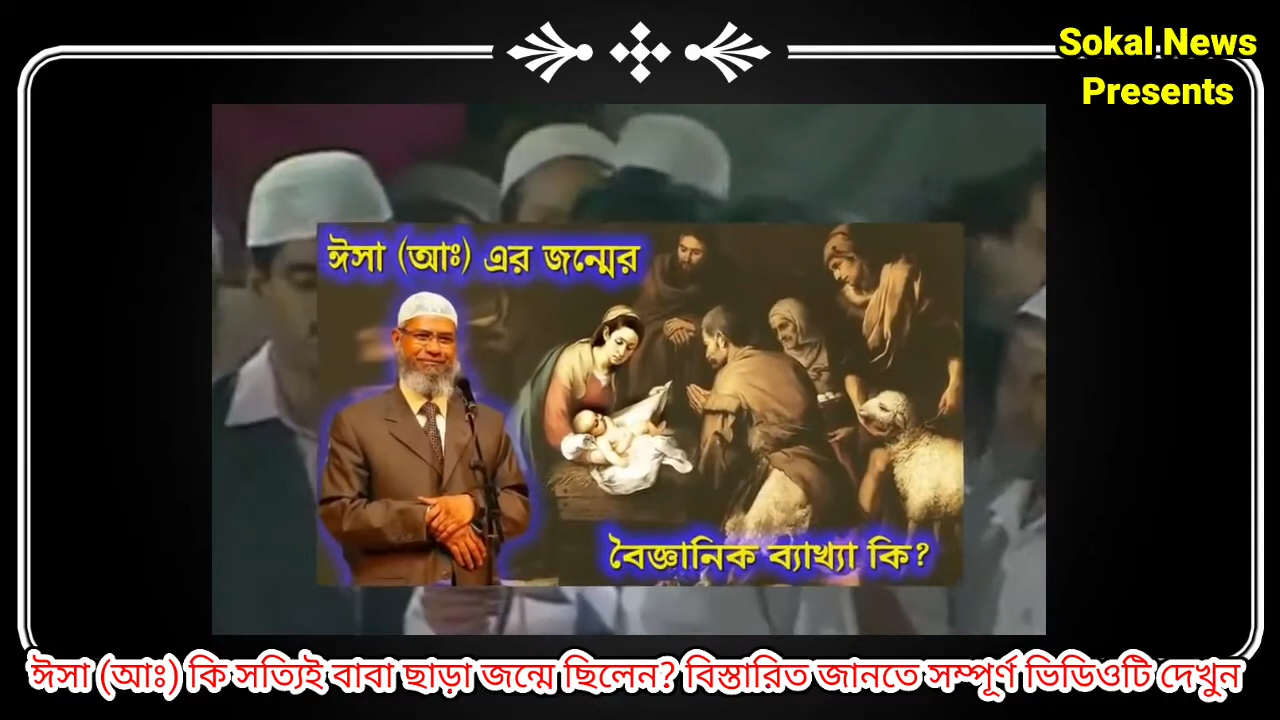 Sokal News
Presents
ঈসা (আঃ) এর জন্মের
বৈজ্ঞানিক ব্যাখ্যা কি?
ঈসা (আঃ) কি সত্যিই বাবা ছাড়া জন্মে ছিলেন? বিস্তারিত জানতে সম্পূর্ণ ভিডিওটি দেখুন